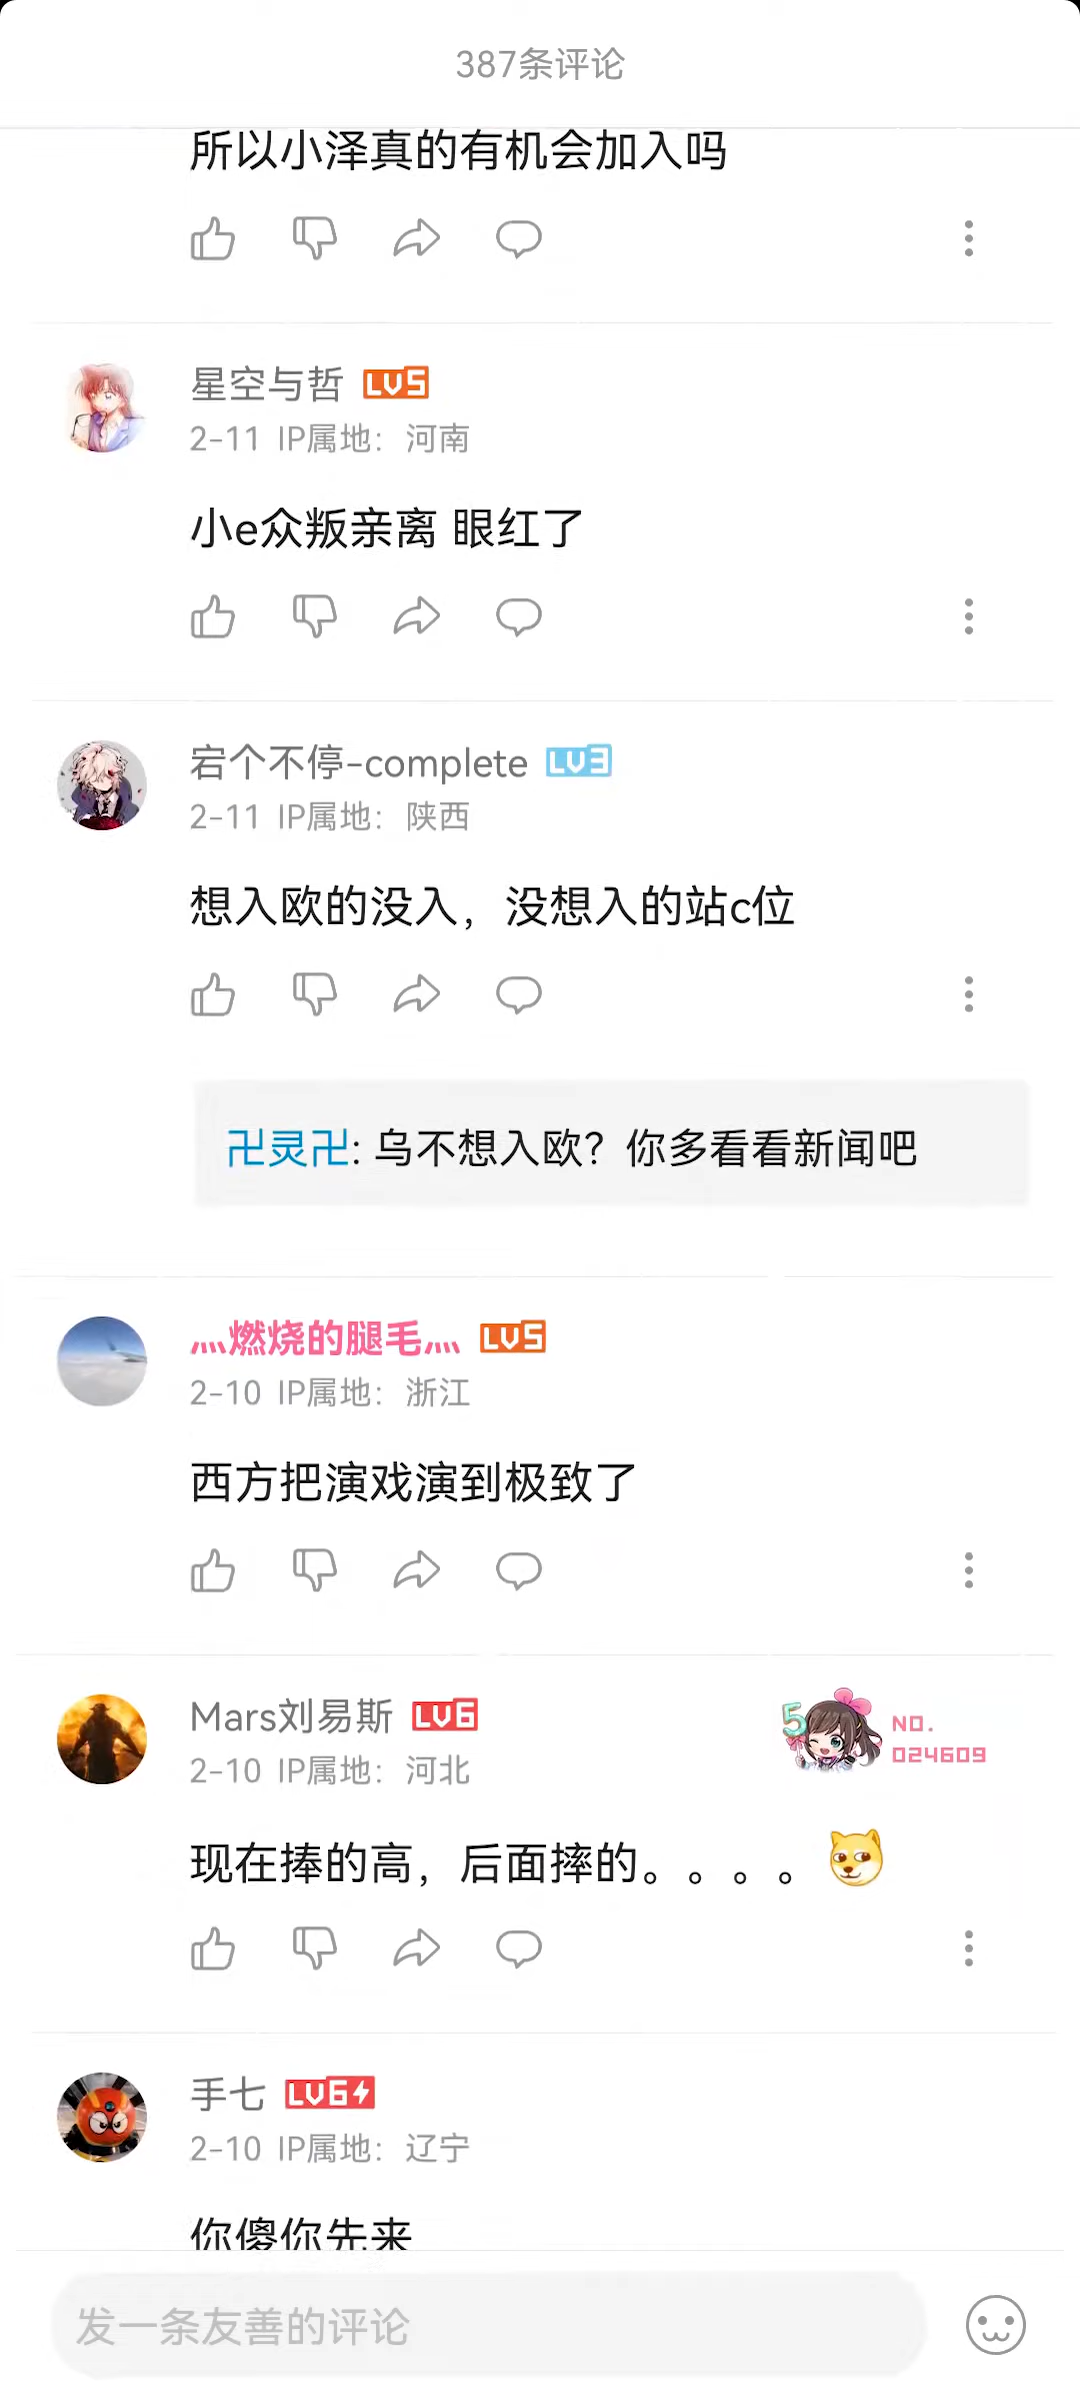 387条评论
所以小泽真的有机会加入吗
星空与哲 LV5
2-11 IP属地：河南
小e众叛亲离 眼红了
宕个不停-complete LV3
2-11 IP属地：陕西
想入欧的没入，没想入的站c位
卍灵卍: 乌不想入欧？你多看看新闻吧
灬燃烧的腿毛灬 LV5
2-10 IP属地：浙江
西方把演戏演到极致了
Mars刘易斯 LV6
5 NO.
024609
2-10 IP属地：河北
现在捧的高，后面摔的。。。。
手七 LV6
2-10 IP属地：辽宁
你傻你先来
发一条友善的评论